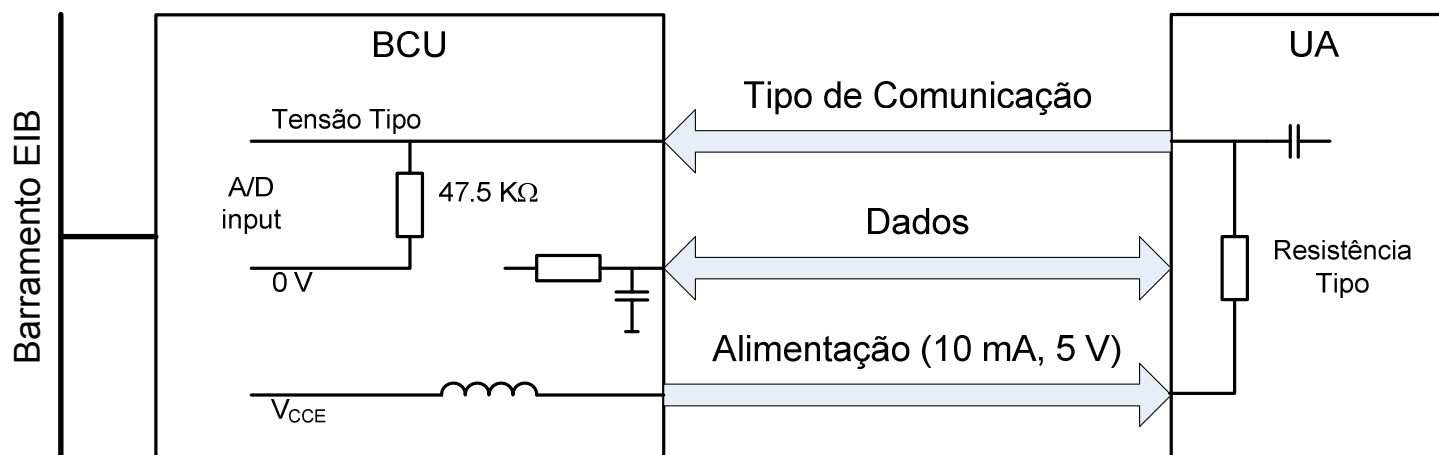 Barramento EIB
BCU
UA
Tipo de Comunicação
Tensão Tipo
A/D
input
47.5 KΩ
0 V
Dados
Resistência
Tipo
Alimentação (10 mA, 5 V)
VCCE